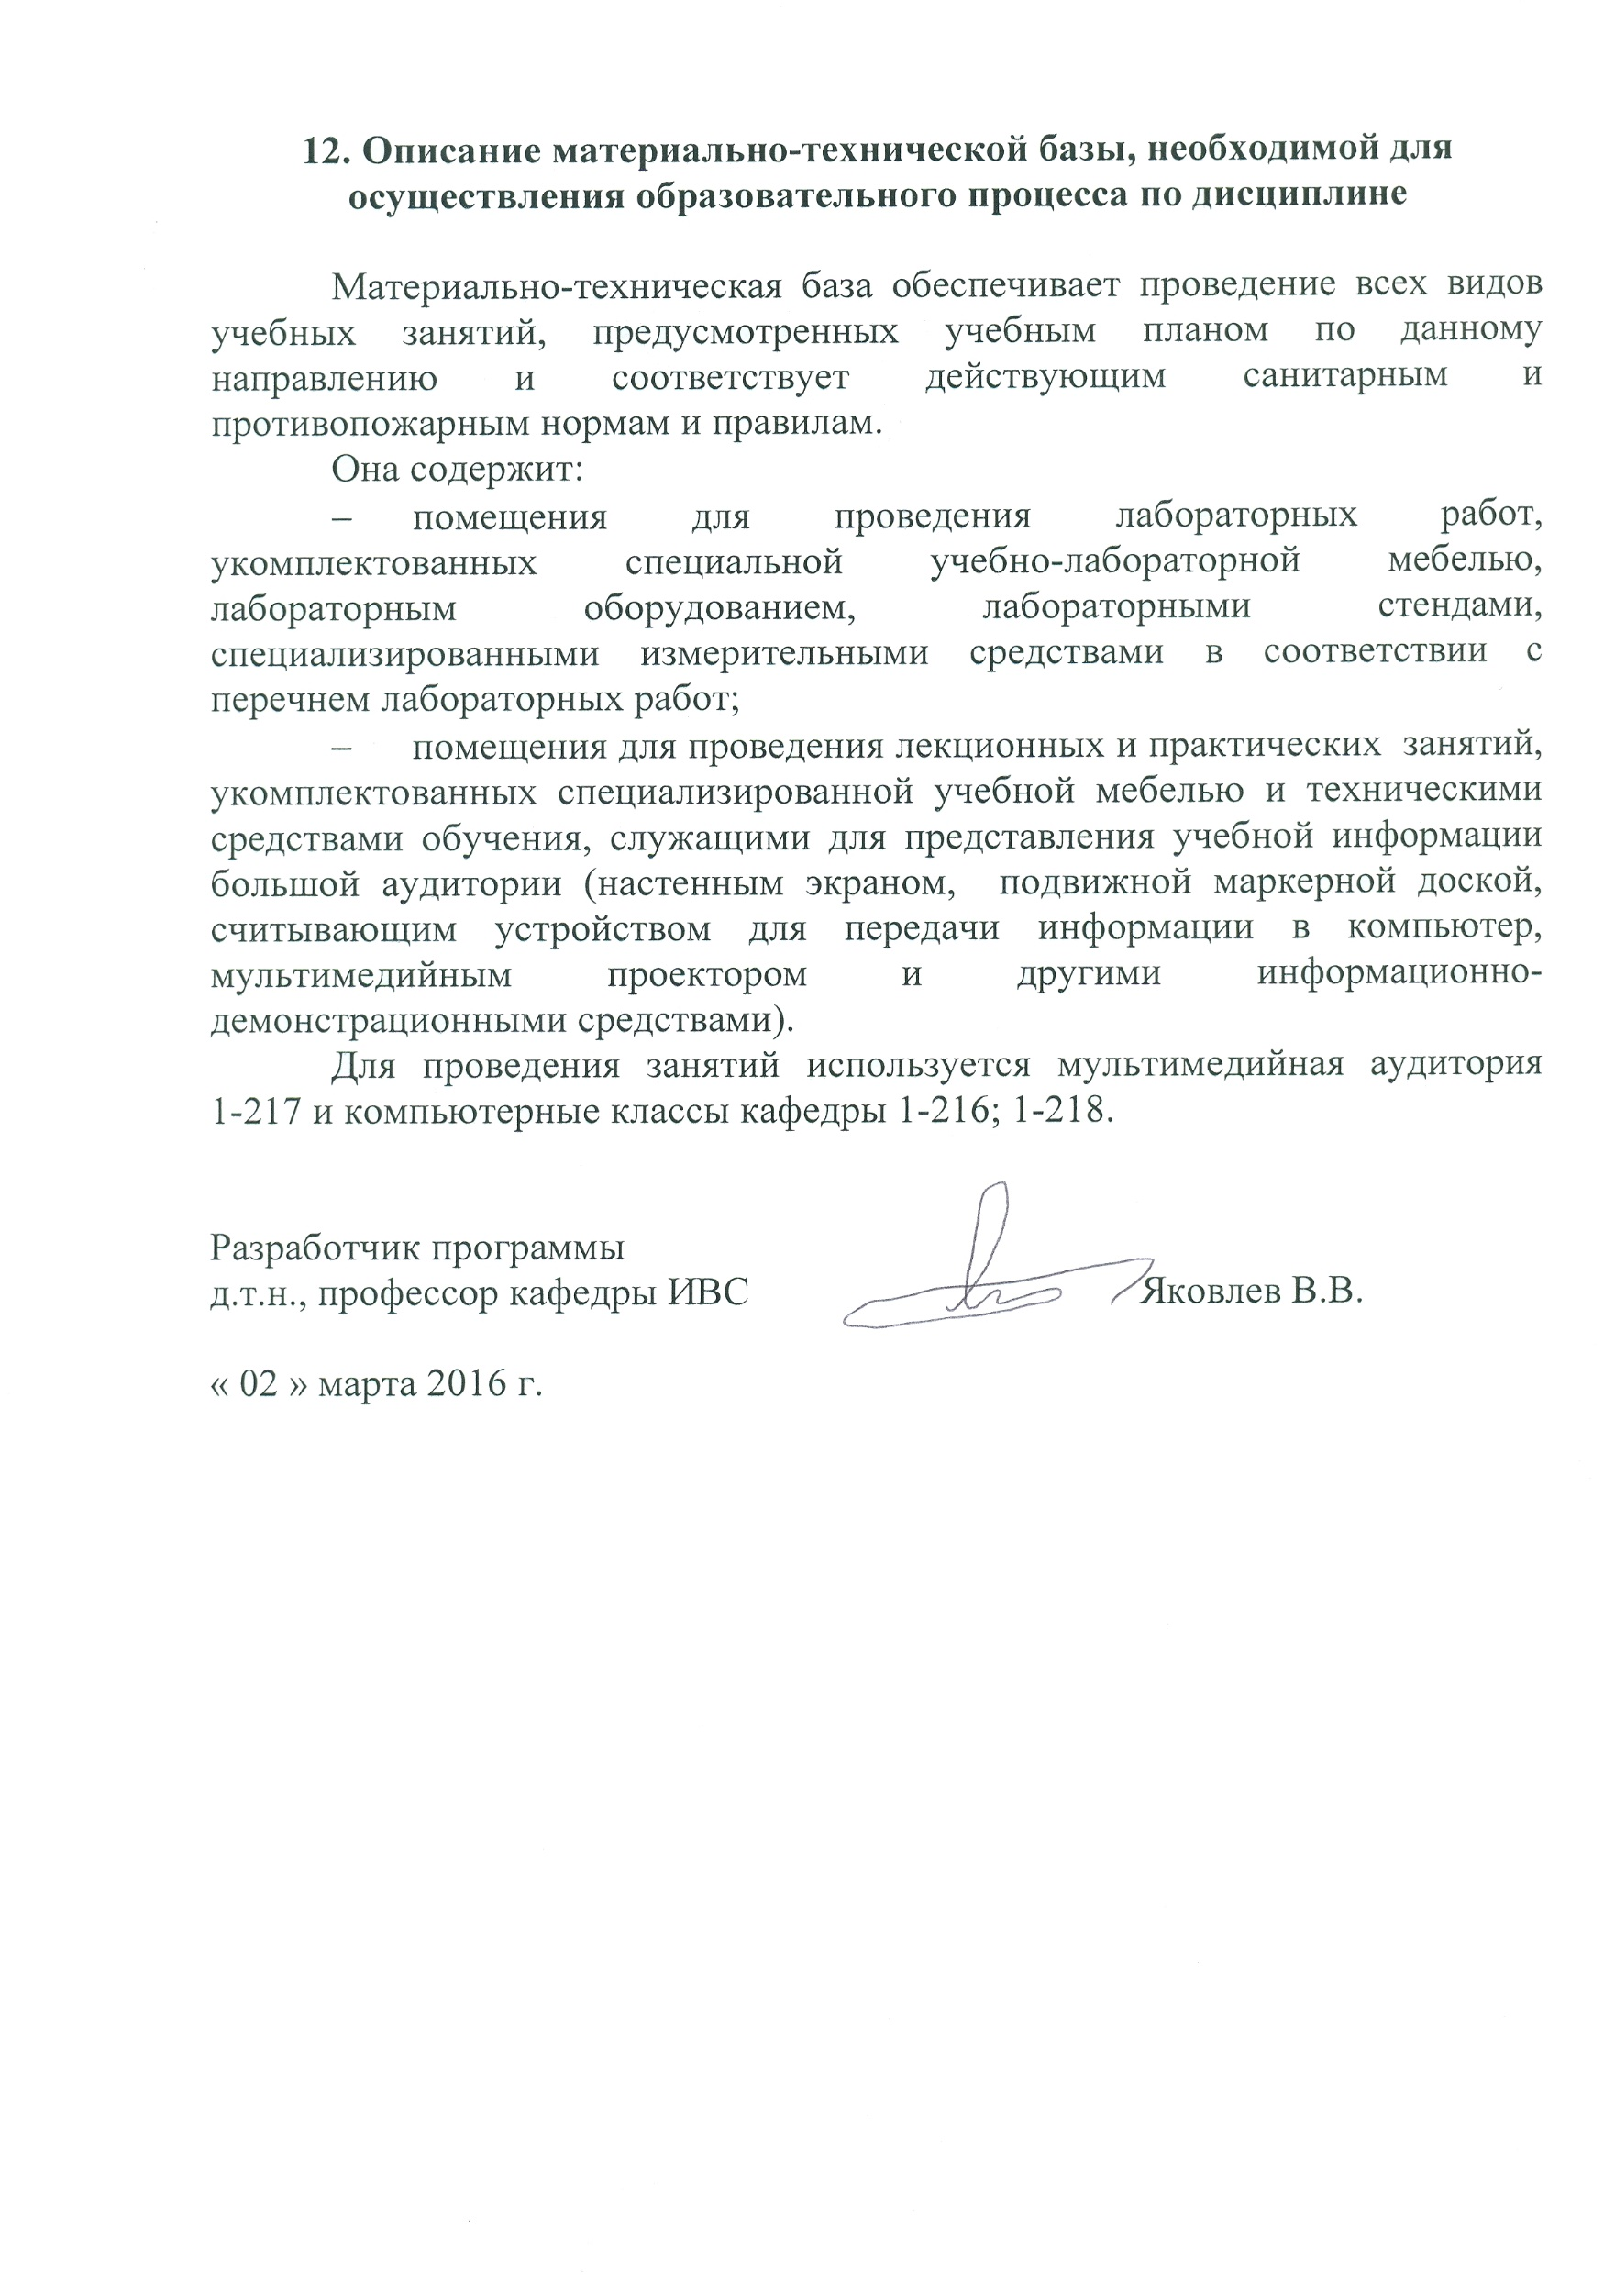 12. Описание материально-технической базы, необходимой для
осуществления образовательного процесса по дисциплине
Материально-техническая база обеспечивает проведение всех видов
учебных занятий, предусмотренных учебным планом по данному
направлению и соответствует действующим санитарным и
противопожарным нормам и правилам.
Она содержит:
– помещения для проведения лабораторных работ,
укомплектованных специальной учебно-лабораторной мебелью,
лабораторным оборудованием, лабораторными стендами,
специализированными измерительными средствами в соответствии с
перечнем лабораторных работ;
– помещения для проведения лекционных и практических занятий,
укомплектованных специализированной учебной мебелью и техническими
средствами обучения, служащими для представления учебной информации
большой аудитории (настенным экраном, подвижной маркерной доской,
считывающим устройством для передачи информации в компьютер,
мультимедийным проектором и другими информационно-
демонстрационными средствами).
Для проведения занятий используется мультимедийная аудитория
1-217 и компьютерные классы кафедры 1-216; 1-218.
Разработчик программы
д.т.н., профессор кафедры ИВС Яковлев В.В.
« 02 » марта 2016 г.